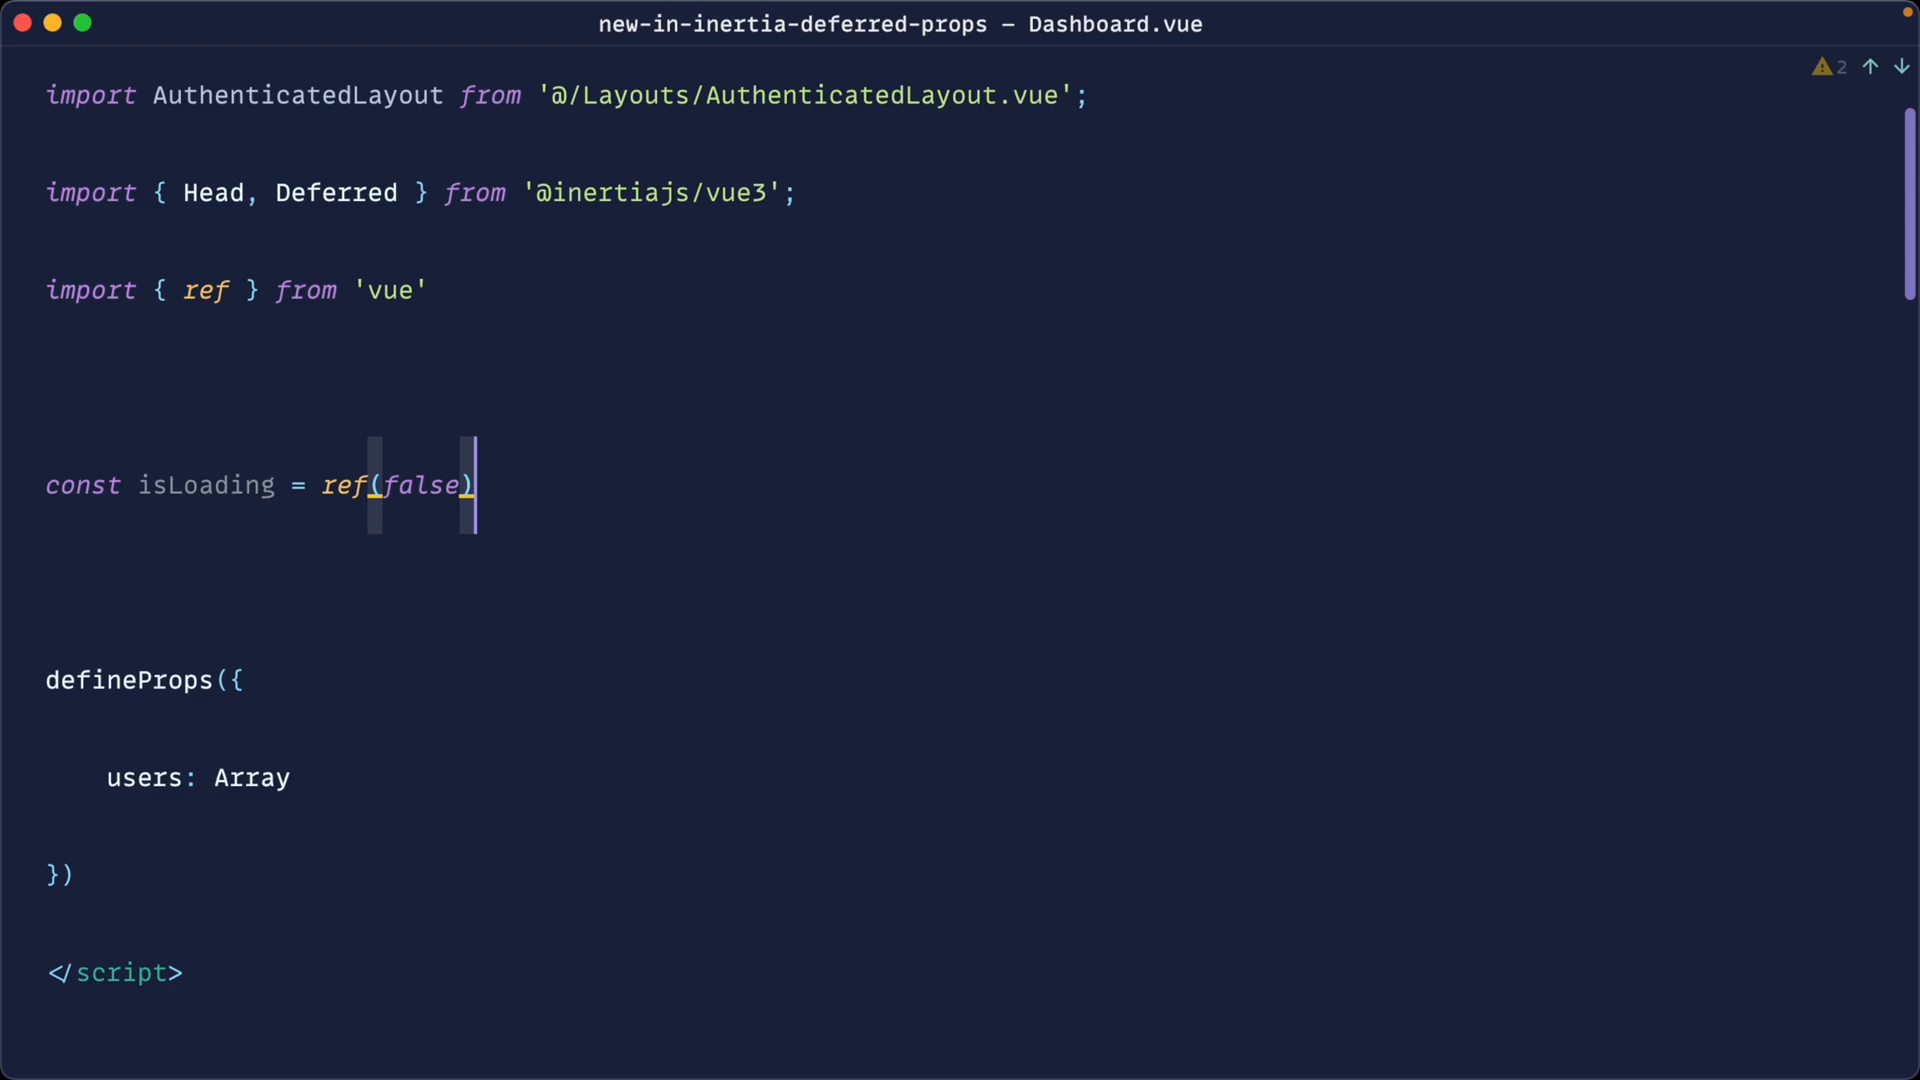 new-in-inertia-deferred-props – Dashboard.vue
2
import AuthenticatedLayout from '@/Layouts/AuthenticatedLayout.vue';
import { Head, Deferred } from '@inertiajs/vue3';
import { ref } from 'vue'
const isLoading = ref(false)
defineProps({
    users: Array
})
</script>